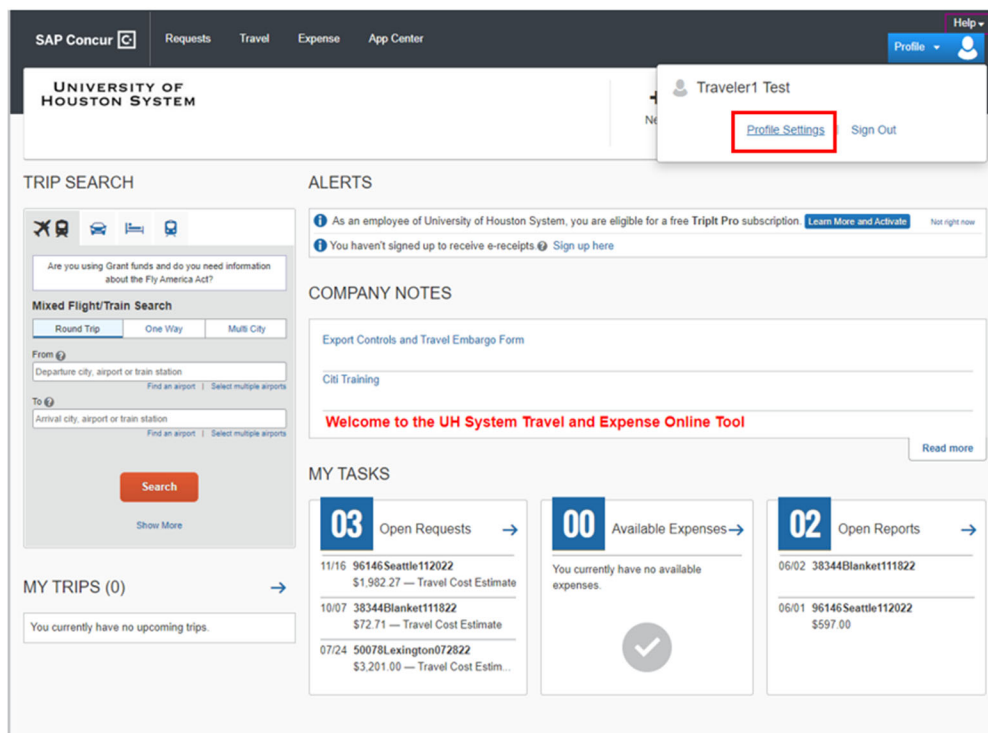 Help
SAP Concur
Requests
Travel
Expense
App Center
Profile
UNIVERSITY OF
HOUSTON SYSTEM
Ne
Traveler1 Test
Profile Settings
Sign Out
TRIP SEARCH
Are you using Grant funds and do you need information
about the Fly America Act?
Mixed Flight/Train Search
Round Trip
One Way
Multi City
From ?
Departure city, airport or train station
Find an airport | Select multiple airports
To ?
Arrival city, airport or train station
Find an airport | Select multiple airports
Search
Show More
MY TRIPS (0)
You currently have no upcoming trips.
ALERTS
As an employee of University of Houston System, you are eligible for a free TripIt Pro subscription. Learn More and Activate Not right now
You haven't signed up to receive e-receipts. ? Sign up here
COMPANY NOTES
Export Controls and Travel Embargo Form
Citi Training
Welcome to the UH System Travel and Expense Online Tool
Read more
MY TASKS
03 Open Requests
11/16 96146Seattle112022
$1,982.27 — Travel Cost Estimate
10/07 38344Blanket111822
$72.71 — Travel Cost Estimate
07/24 50078Lexington072822
$3,201.00 — Travel Cost Estim...
00 Available Expenses
You currently have no available
expenses.
02 Open Reports
06/02 38344Blanket111822
06/01 96146Seattle112022
$597.00